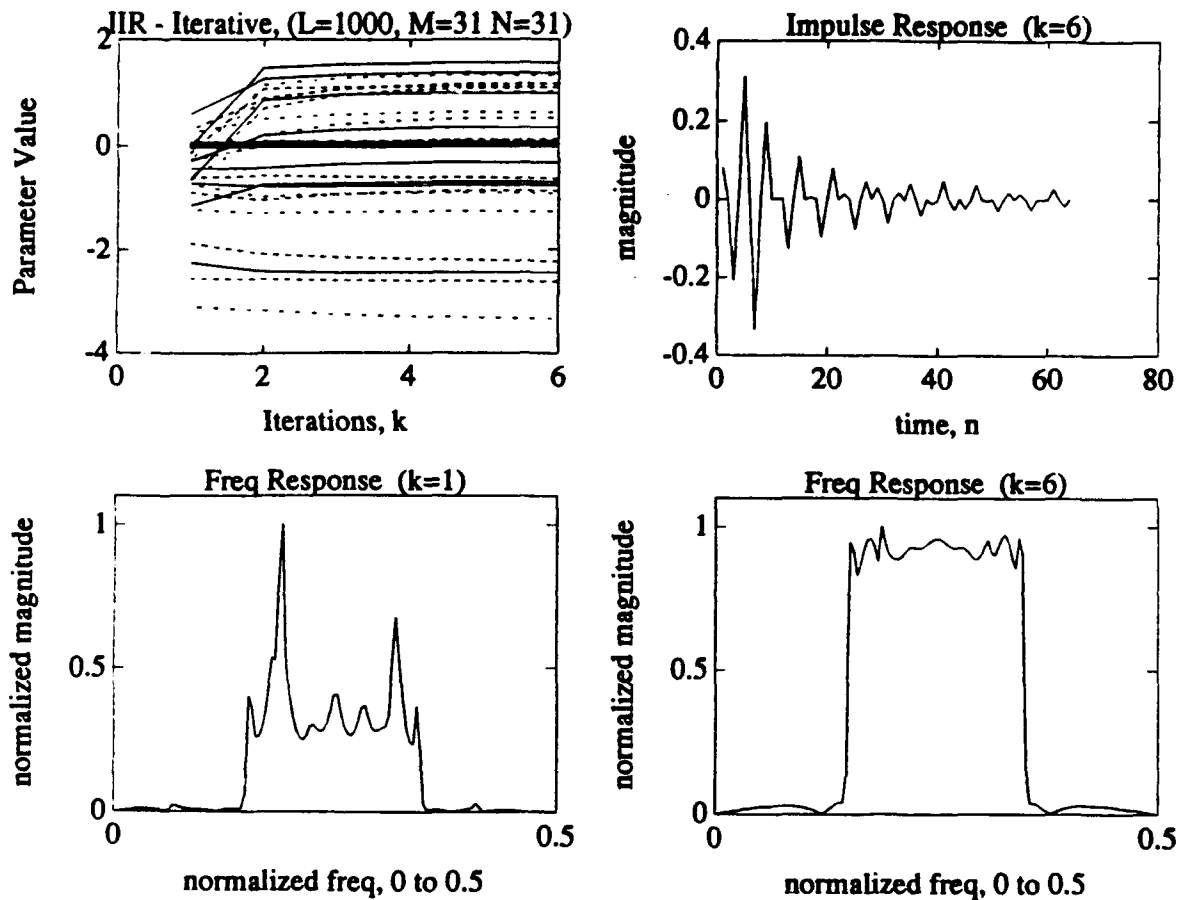 IIR - Iterative, (L=1000, M=31 N=31)
2
0
-2
-4
Parameter Value
0
2
4
6
Iterations, k
Impulse Response (k=6)
0.4
0.2
0
-0.2
-0.4
magnitude
0
20
40
60
80
time, n
Freq Response (k=1)
1
0.5
0
normalized magnitude
0
0.5
normalized freq, 0 to 0.5
Freq Response (k=6)
1
0.5
0
normalized magnitude
0
0.5
normalized freq, 0 to 0.5